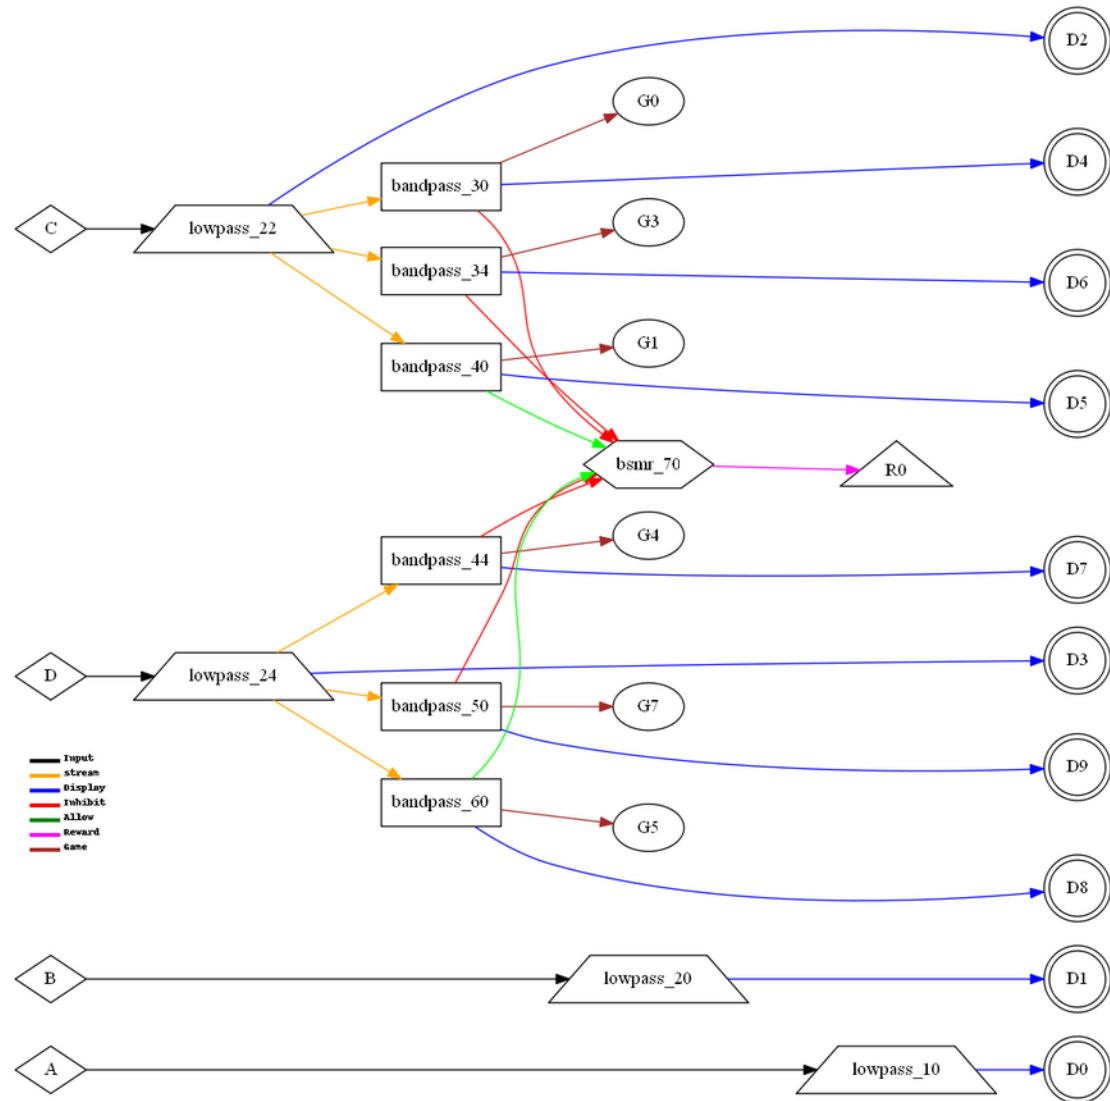 D2
G0
bandpass_30
D4
C
lowpass_22
G3
bandpass_34
D6
G1
bandpass_40
D5
bsmr_70
R0
G4
bandpass_44
D7
D
lowpass_24
D3
bandpass_50
G7
D9
Input
stream
Display
Inhibit
Allow
Reward
Game
bandpass_60
G5
D8
B
lowpass_20
D1
A
lowpass_10
D0